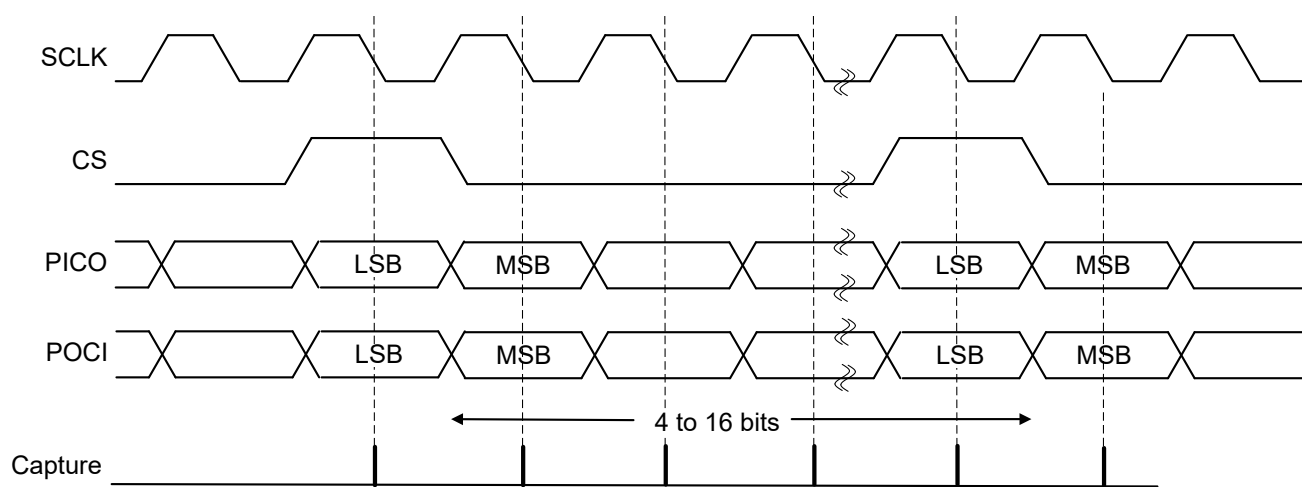 SCLK
CS
PICO LSB MSB LSB MSB
POCI LSB MSB LSB MSB
4 to 16 bits
Capture